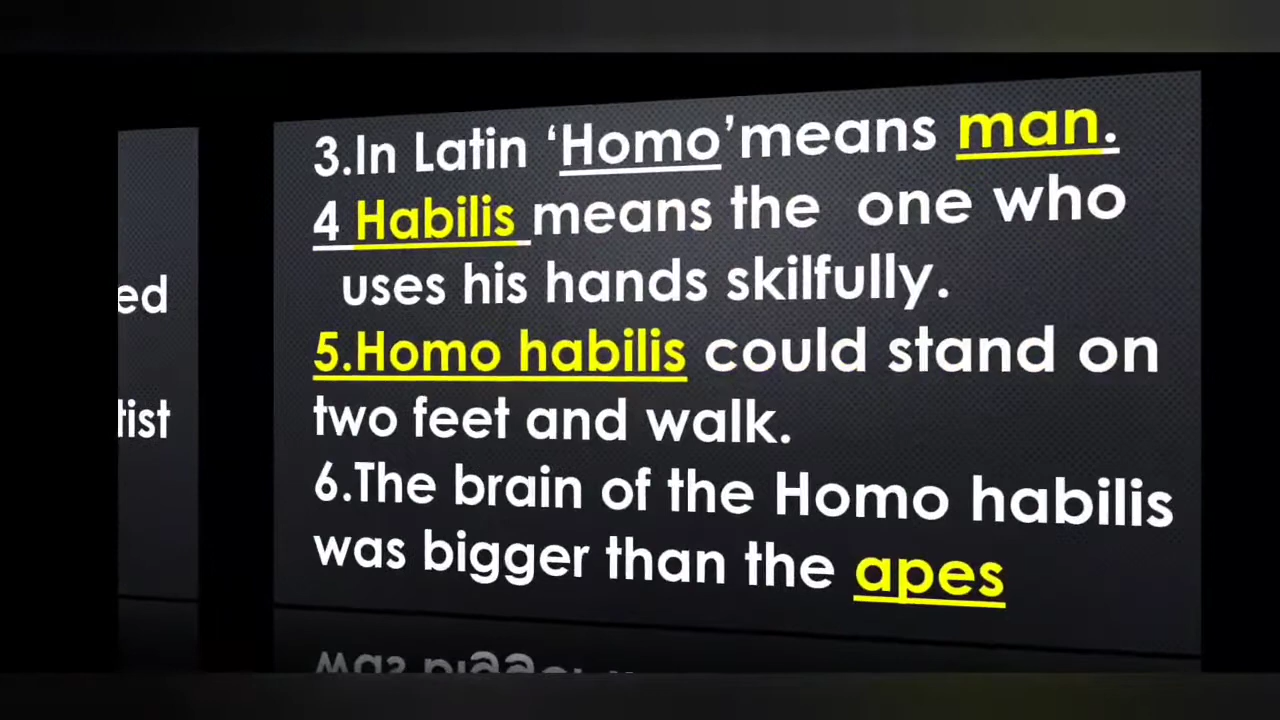 ed
tist
3.In Latin ‘Homo’means man.
4 Habilis means the one who
uses his hands skilfully.
5.Homo habilis could stand on
two feet and walk.
6.The brain of the Homo habilis
was bigger than the apes